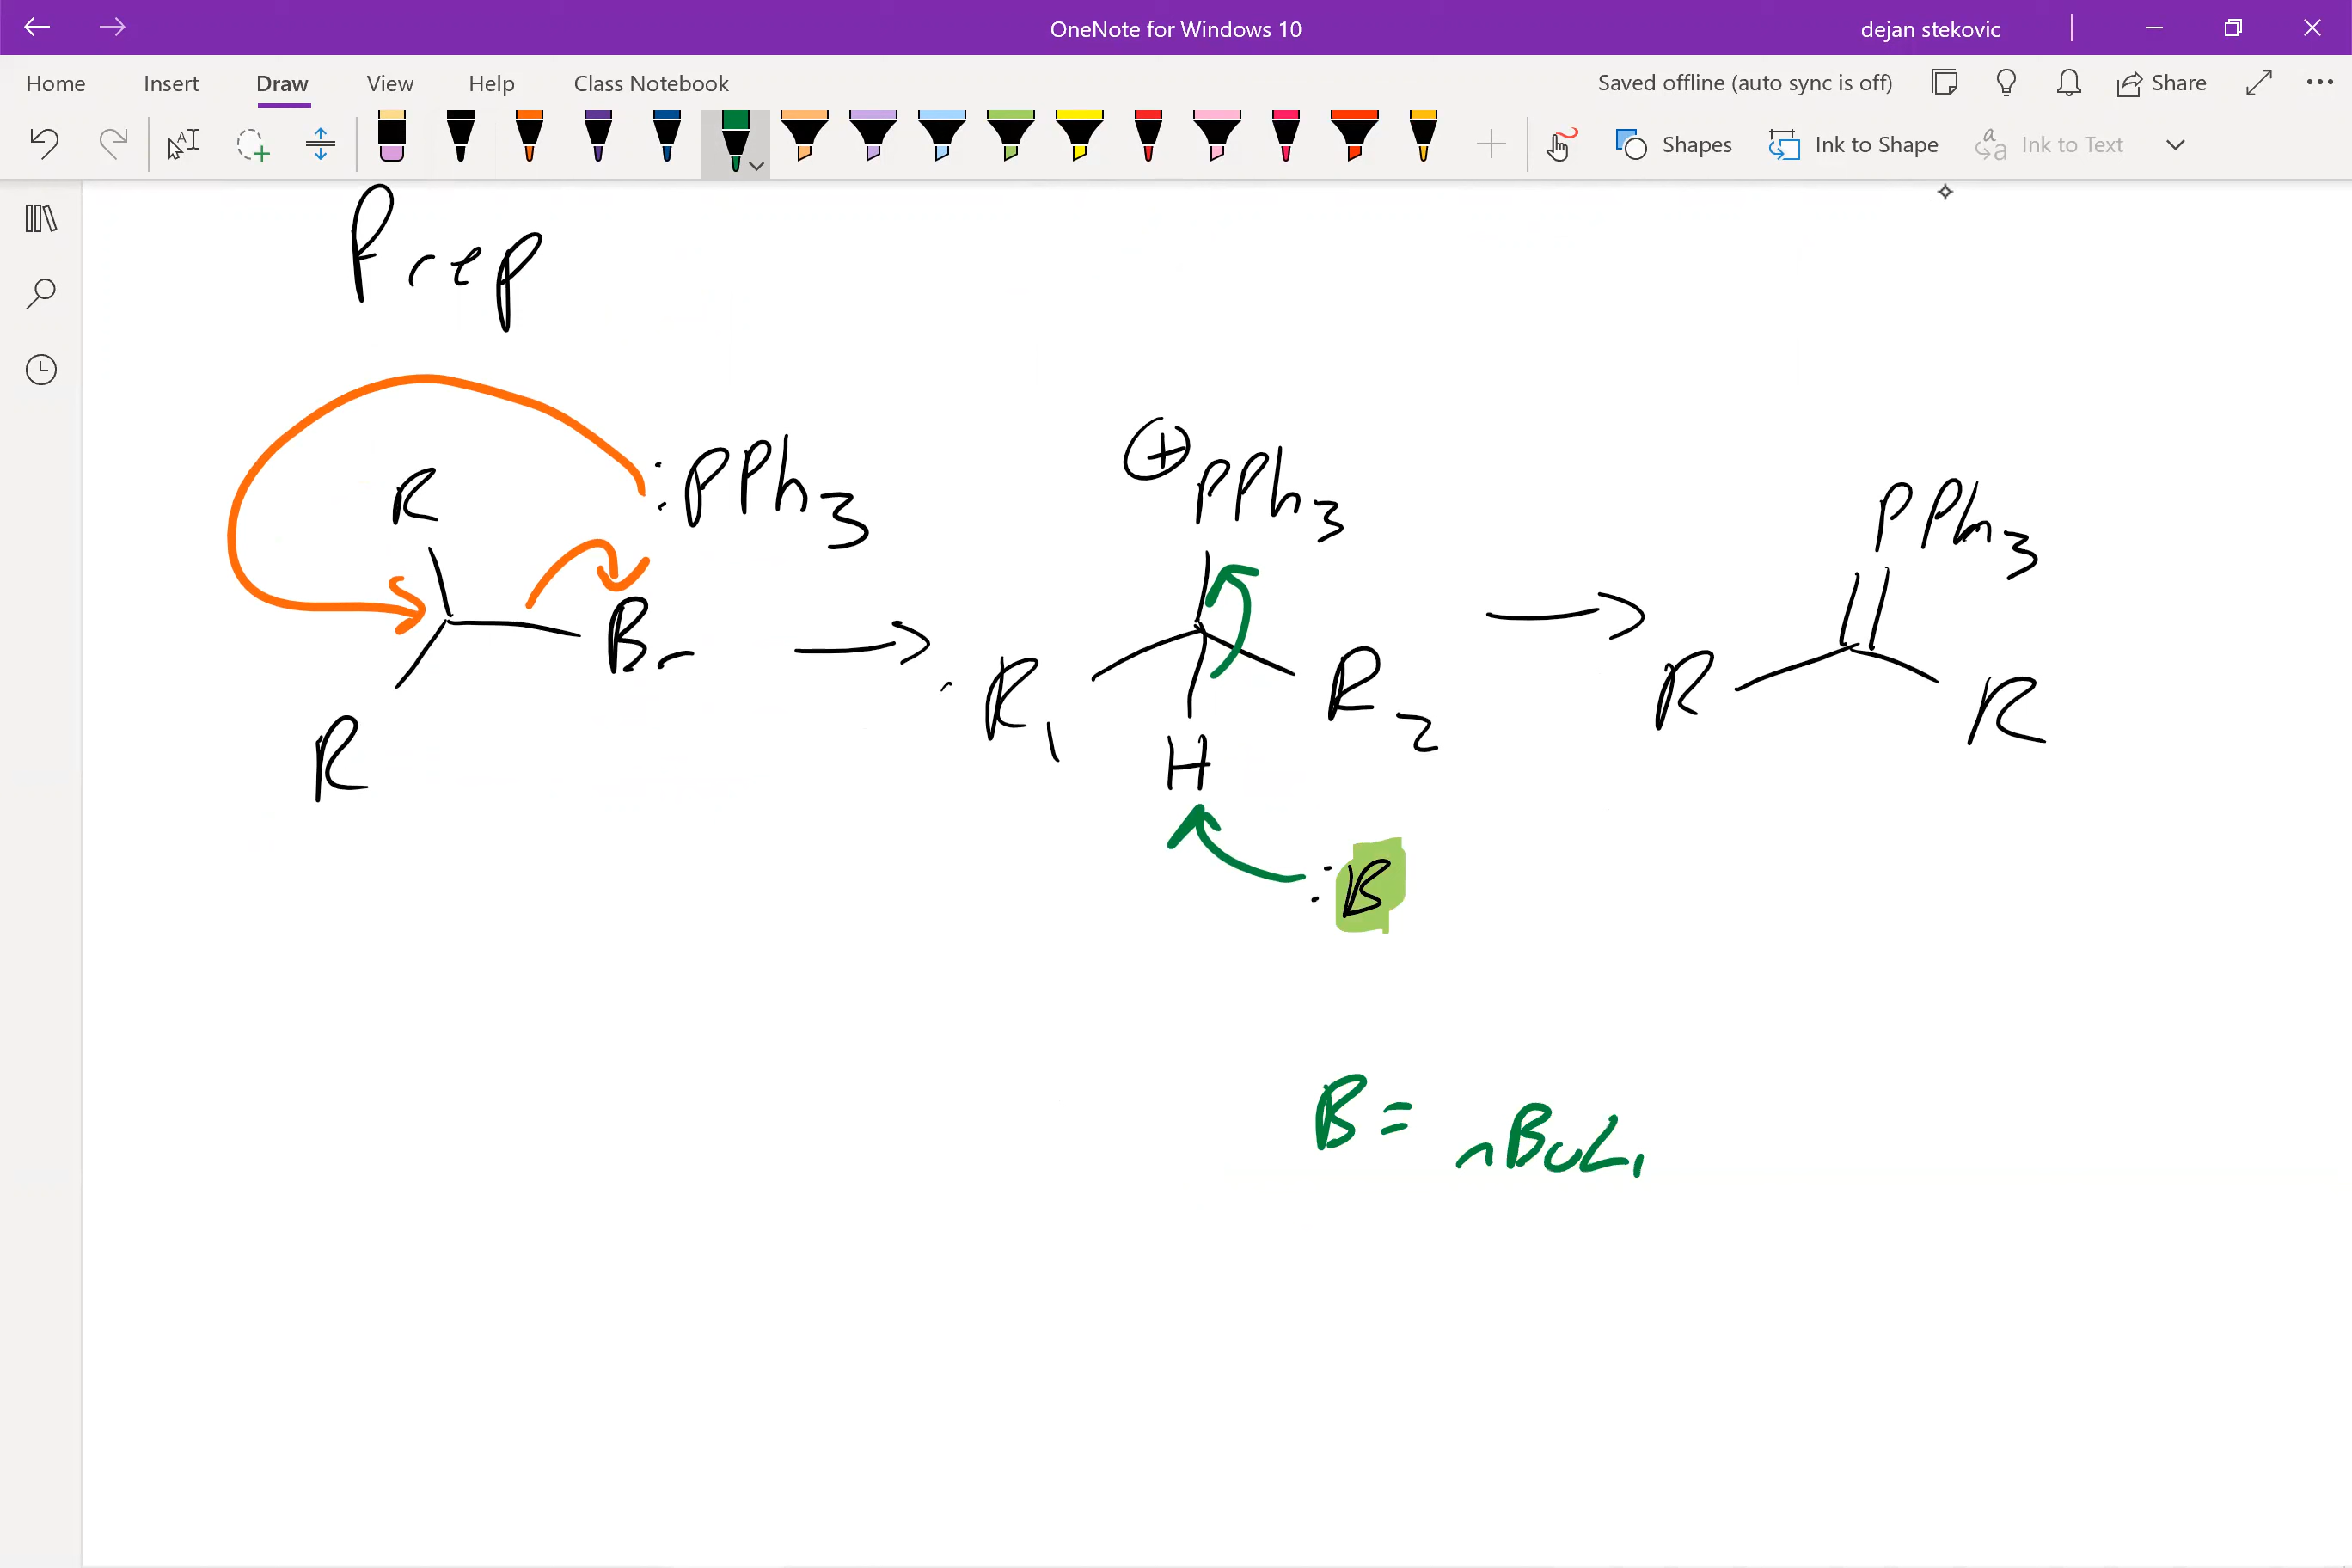 OneNote for Windows 10
dejan stekovic
Home Insert Draw View Help Class Notebook
Saved offline (auto sync is off)
Share
Shapes
Ink to Shape
Ink to Text
Prep
R :PPh3
Br
R
⊕
PPh3
R1
R2
H
:B
PPh3
R
R
B = nBuLi